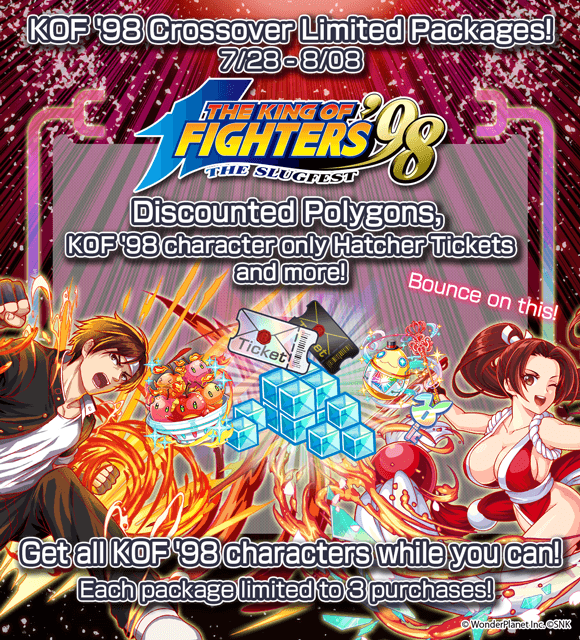 KOF '98 Crossover Limited Packages!
7/28 - 8/08
THE KING OF
FIGHTERS '98
THE SLUGFEST
Discounted Polygons,
KOF '98 character only Hatcher Tickets
and more!
Bounce on this!
Ticket
Get all KOF '98 characters while you can!
Each package limited to 3 purchases!
© WonderPlanet Inc. ©SNK